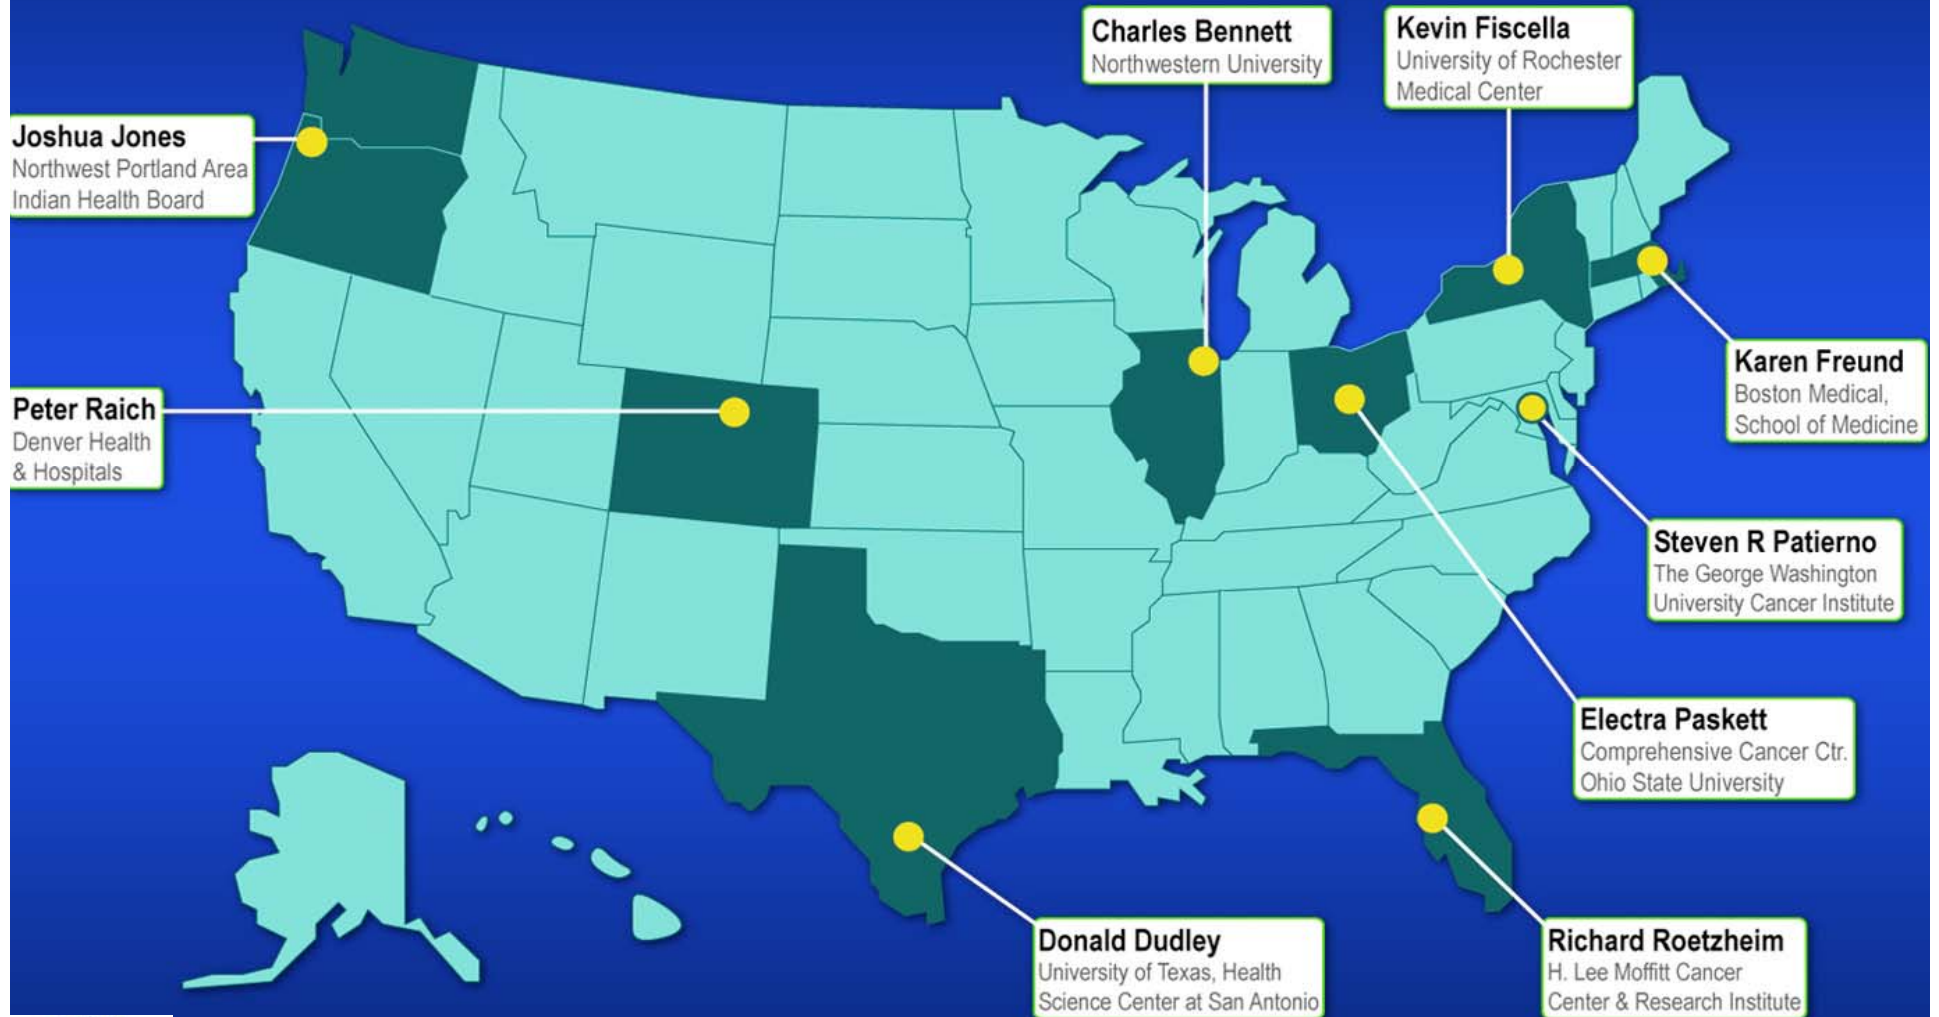 Charles Bennett
Northwestern University
Kevin Fiscella
University of Rochester
Medical Center
Joshua Jones
Northwest Portland Area
Indian Health Board
Karen Freund
Boston Medical,
School of Medicine
Peter Raich
Denver Health
& Hospitals
Steven R Patierno
The George Washington
University Cancer Institute
Electra Paskett
Comprehensive Cancer Ctr.
Ohio State University
Donald Dudley
University of Texas, Health
Science Center at San Antonio
Richard Roetzheim
H. Lee Moffitt Cancer
Center & Research Institute